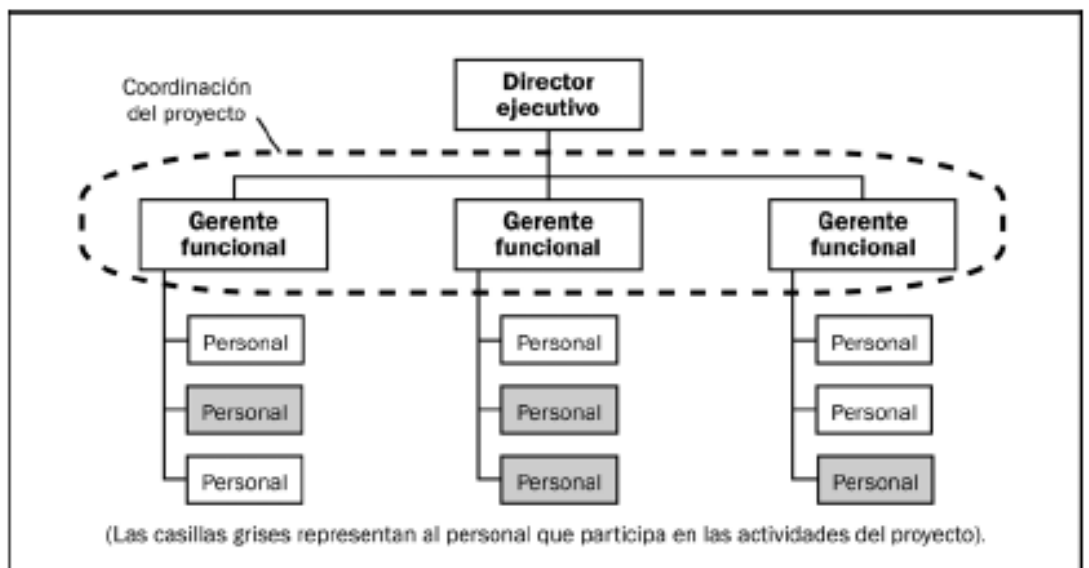 Coordinación
del proyecto
Director
ejecutivo
Gerente
funcional
Gerente
funcional
Gerente
funcional
Personal
Personal
Personal
Personal
Personal
Personal
Personal
Personal
Personal
(Las casillas grises representan al personal que participa en las actividades del proyecto).